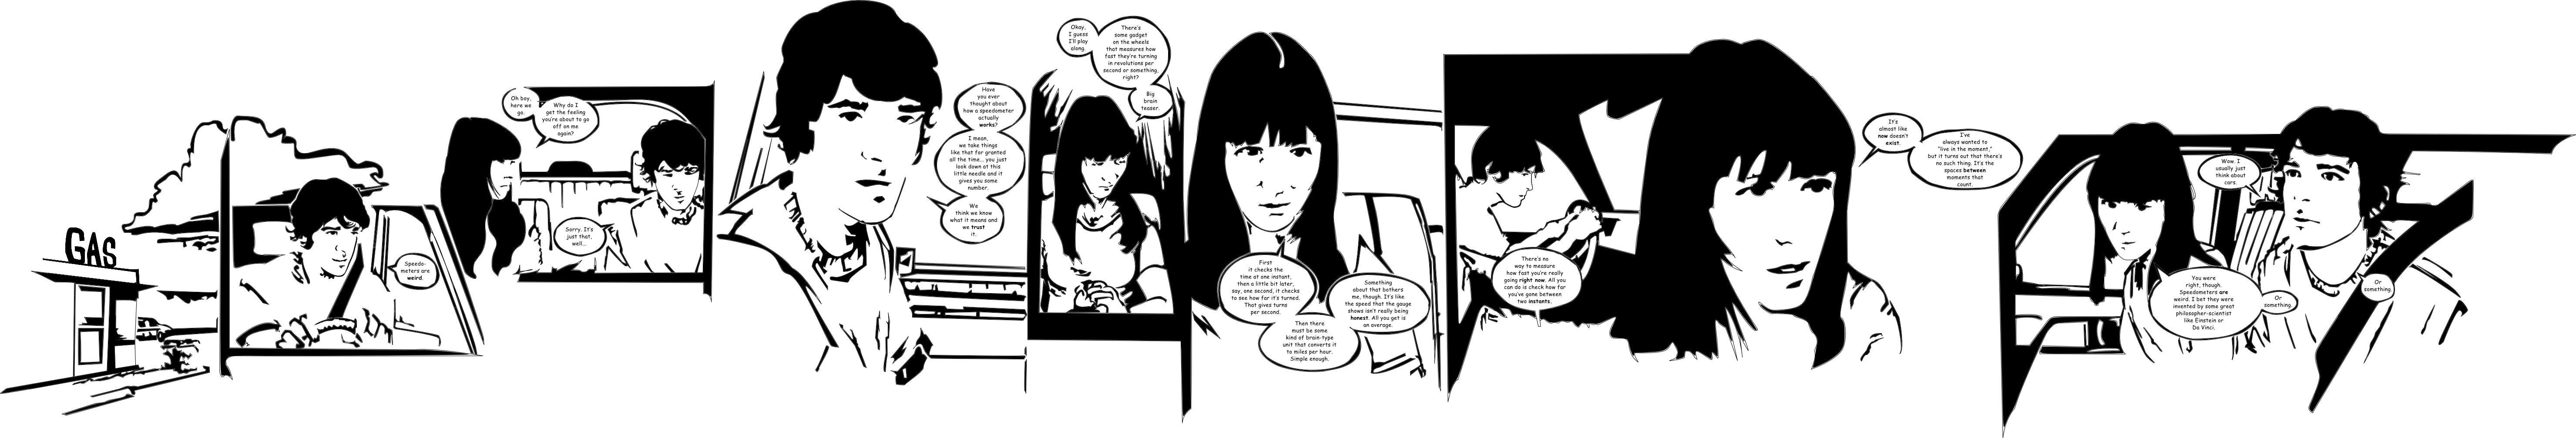 GAS
Speedo-
meters are
weird.
Oh boy,
here we
go.
Why do I
get the feeling
you're about to go
off on me
again?
Sorry. It's
just that,
well...
Have
you ever
thought about
how a speedometer
actually
works?
I mean,
we take things
like that for granted
all the time... you just
look down at this
little needle and it
gives you some
number.
We
think we know
what it means and
we trust
it.
Okay,
I guess
I'll play
along.
There's
some gadget
on the wheels
that measures how
fast they're turning
in revolutions per
second or something,
right?
Big
brain
teaser.
First
it checks the
time at one instant,
then a little bit later,
say, one second, it checks
to see how far it's turned.
That gives turns
per second.
Then there
must be some
kind of brain-type
unit that converts it
to miles per hour.
Simple enough.
Something
about that bothers
me, though. It's like
the speed that the gauge
shows isn't really being
honest. All you get is
an average.
There's no
way to measure
how fast you're really
going right now. All you
can do is check how far
you've gone between
two instants.
It's
almost like
now doesn't
exist.
I've
always wanted to
"live in the moment,"
but it turns out that there's
no such thing. It's the
spaces between
moments that
count.
Wow. I
usually just
think about
cars.
You were
right, though.
Speedometers are
weird. I bet they were
invented by some great
philosopher-scientist
like Einstein or
Da Vinci.
Or
something.
Or
something.